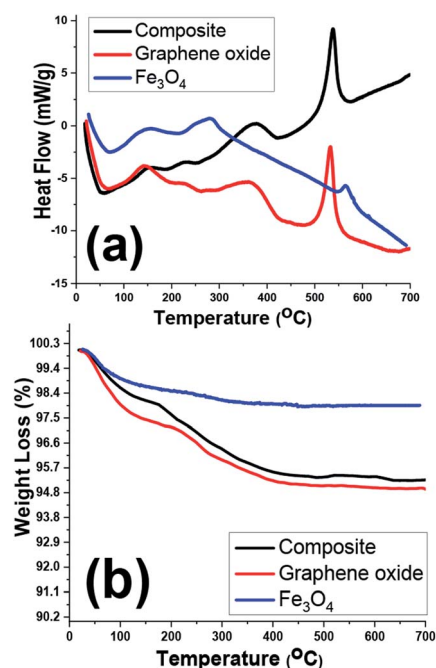 Composite
Graphene oxide
Fe₃O₄
10
5
0
-5
-10
-15
Heat Flow (mW/g)
(a)
0 100 200 300 400 500 600 700
Temperature (ᴼC)
100.3
99.4
98.4
97.5
96.6
95.7
94.8
93.8
92.9
92.0
91.1
90.2
Weight Loss (%)
(b)
Composite
Graphene oxide
Fe₃O₄
0 100 200 300 400 500 600 700
Temperature (ᴼC)